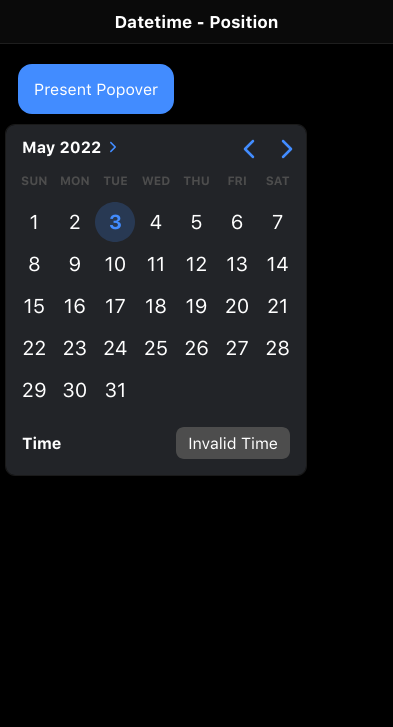 Datetime - Position
Present Popover
May 2022
SUN MON TUE WED THU FRI SAT
1 2 3 4 5 6 7
8 9 10 11 12 13 14
15 16 17 18 19 20 21
22 23 24 25 26 27 28
29 30 31
Time Invalid Time